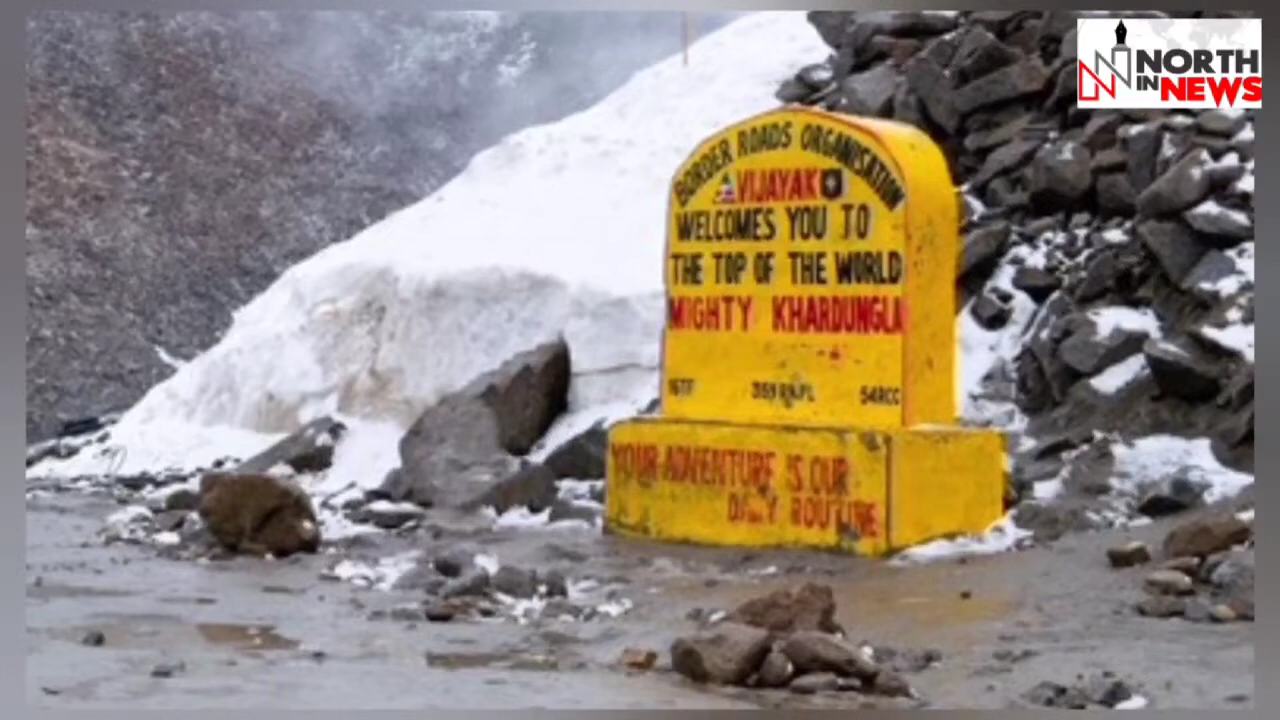 BORDER ROADS ORGANISATION
VIJAYAK
WELCOMES YOU TO
THE TOP OF THE WORLD
MIGHTY KHARDUNGLA
54RCC
YOUR ADVENTURE IS OUR
DAILY ROUTINE
NORTH
IN NEWS